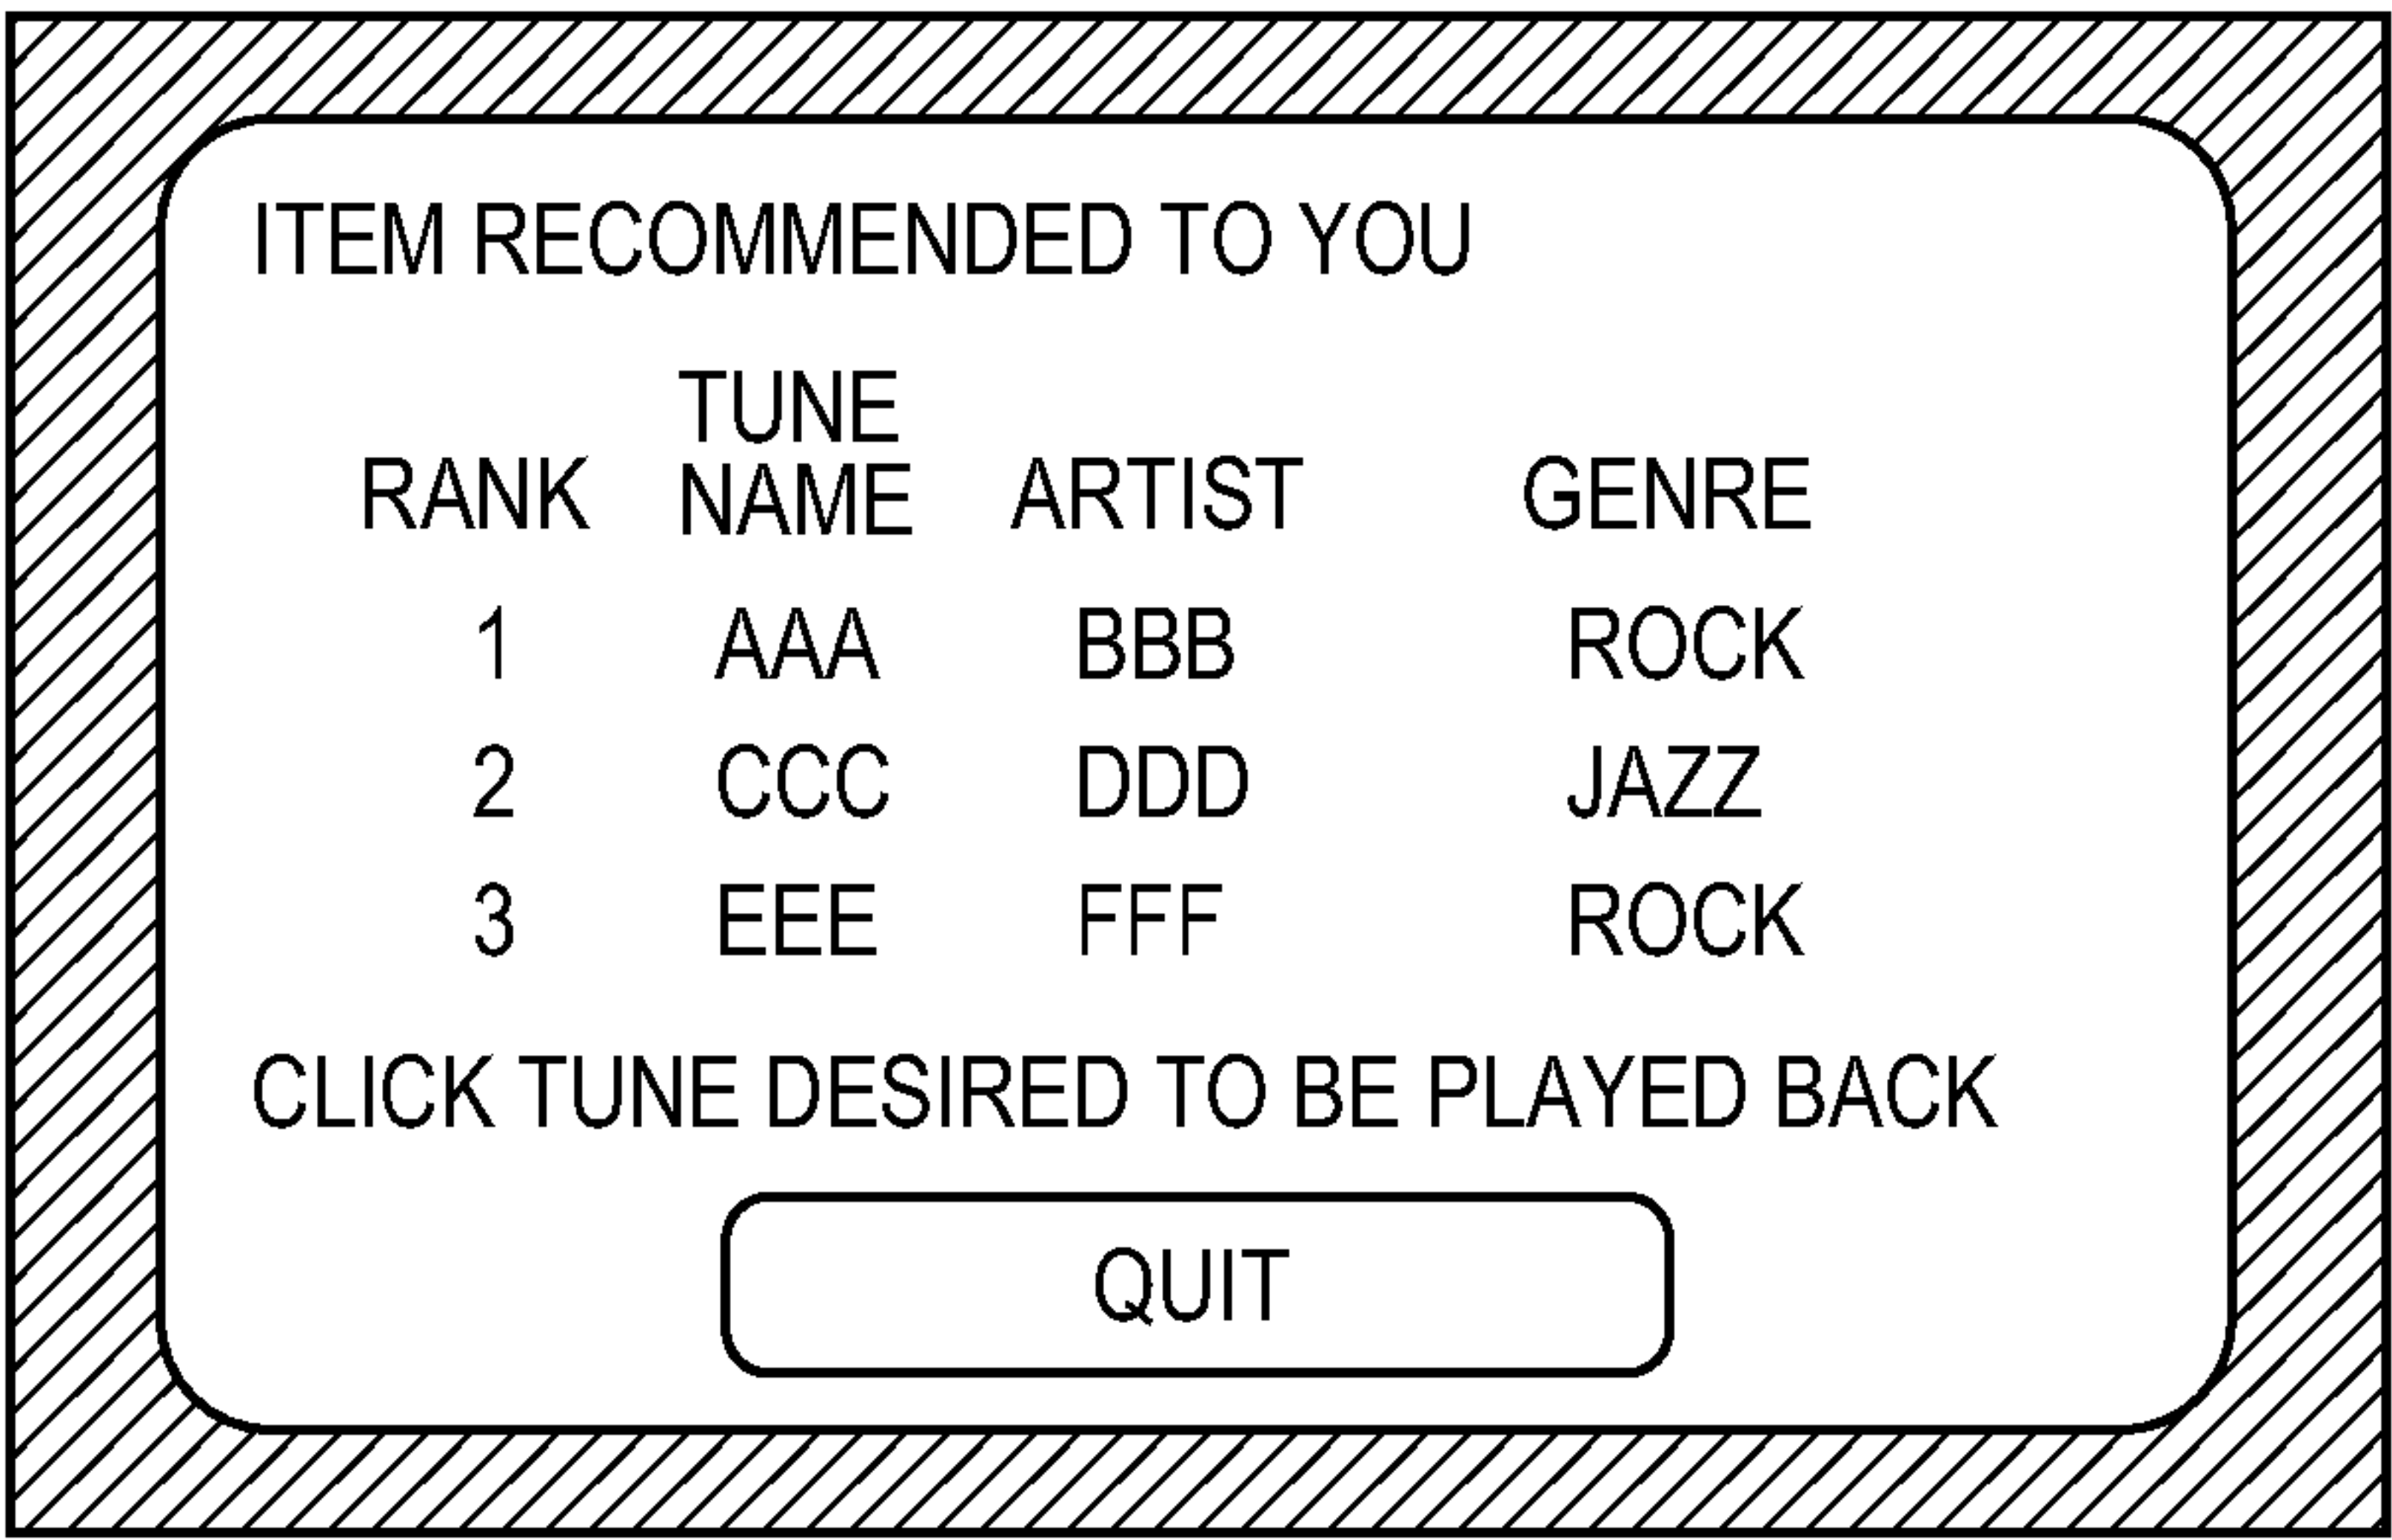 ITEM RECOMMENDED TO YOU
TUNE
RANK NAME ARTIST GENRE
1 AAA BBB ROCK
2 CCC DDD JAZZ
3 EEE FFF ROCK
CLICK TUNE DESIRED TO BE PLAYED BACK
QUIT